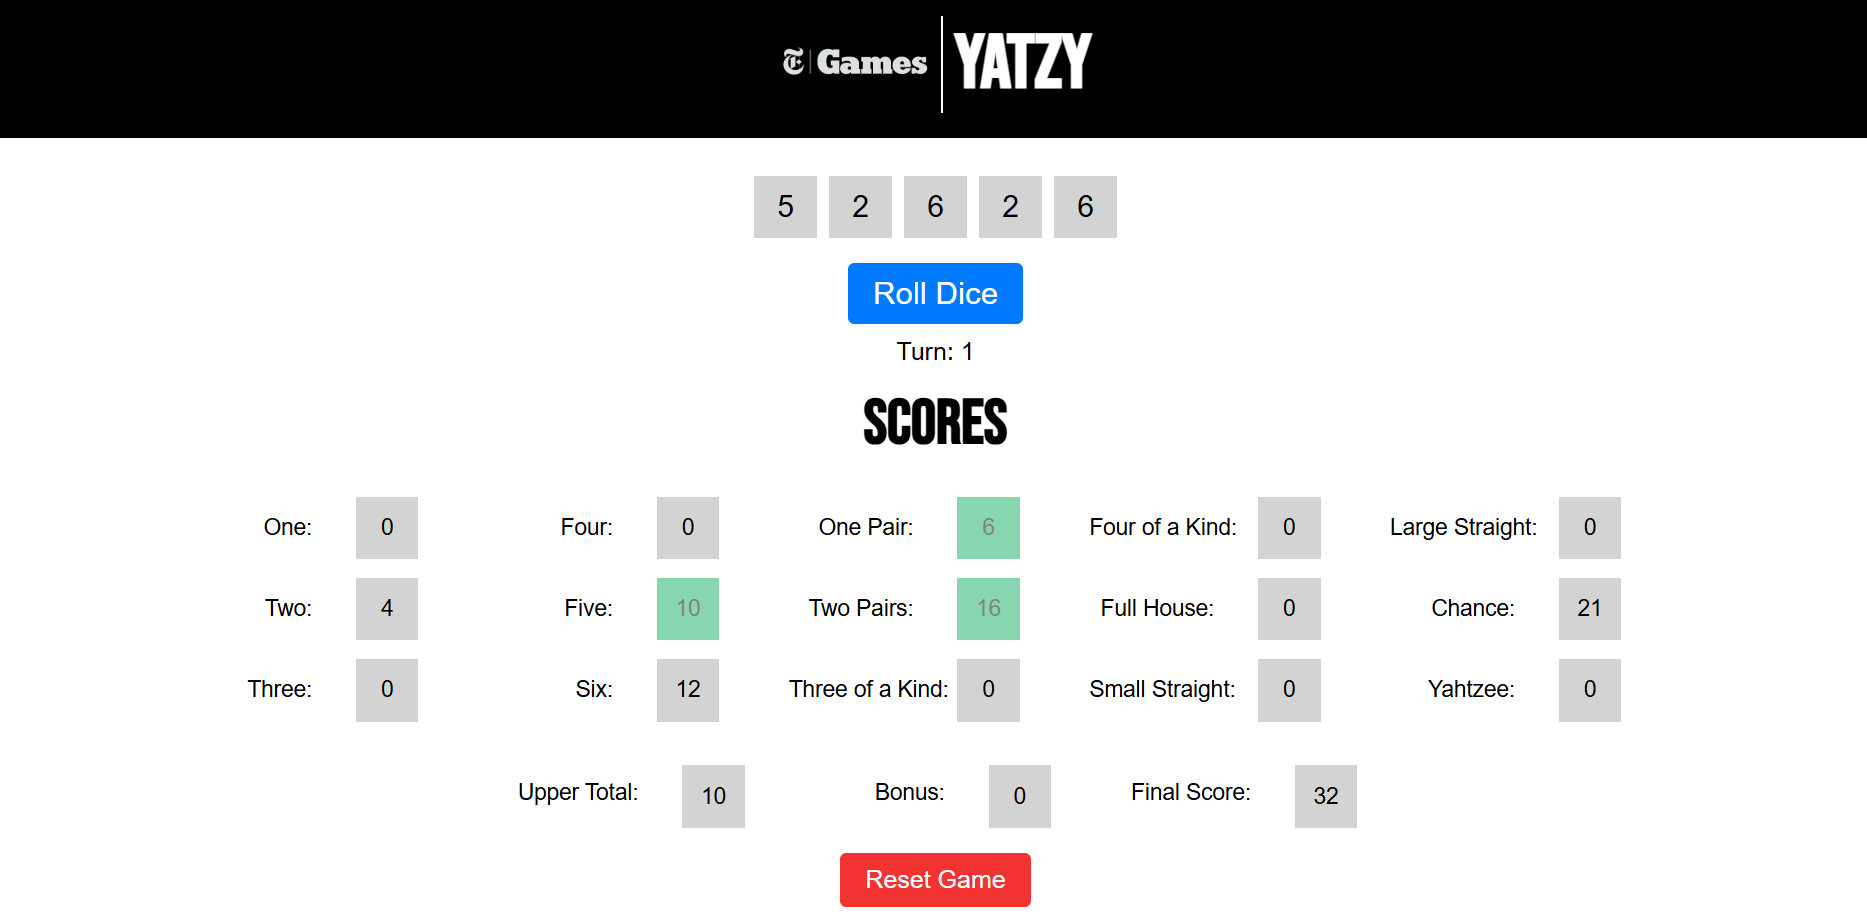 T Games YATZY
5 2 6 2 6
Roll Dice
Turn: 1
SCORES
One: 0 Four: 0 One Pair: 6 Four of a Kind: 0 Large Straight: 0
Two: 4 Five: 10 Two Pairs: 16 Full House: 0 Chance: 21
Three: 0 Six: 12 Three of a Kind: 0 Small Straight: 0 Yahtzee: 0
Upper Total: 10 Bonus: 0 Final Score: 32
Reset Game